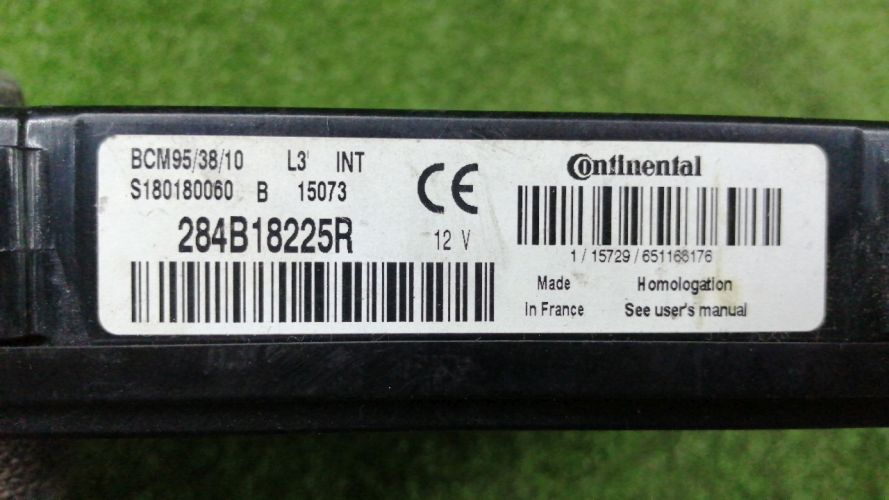 BCM95/38/10 L3 INT
S180180060 B 15073
284B18225R
CE
12 V
Continental
1 / 15729 / 651168176
Made
In France
Homologation
See user's manual